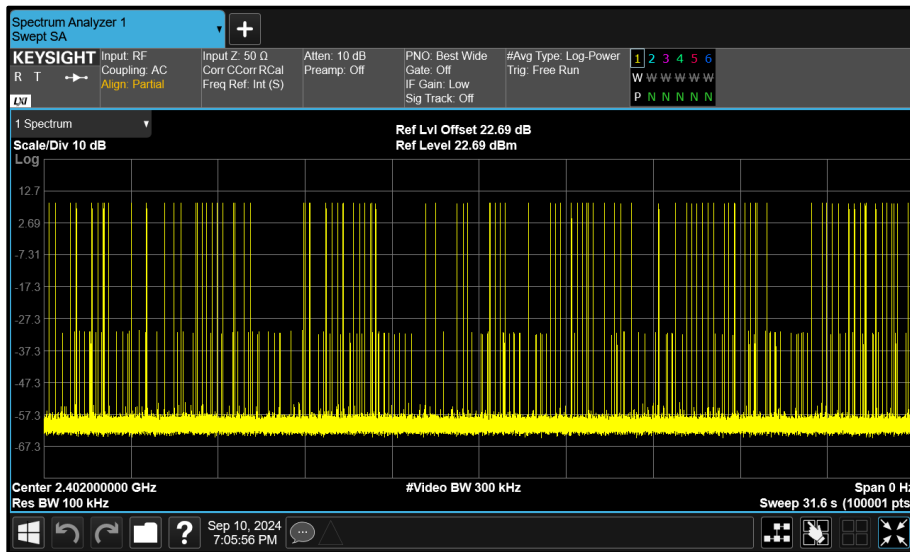 Spectrum Analyzer 1
Swept SA
KEYSIGHT
R T
LXI
Input: RF
Coupling: AC
Align: Partial
Input Z: 50 Ω
Corr CCorr RCal
Freq Ref: Int (S)
Atten: 10 dB
Preamp: Off
PNO: Best Wide
Gate: Off
IF Gain: Low
Sig Track: Off
#Avg Type: Log-Power
Trig: Free Run
1 2 3 4 5 6
W W W W W W
P N N N N N
1 Spectrum
Scale/Div 10 dB
Ref Lvl Offset 22.69 dB
Ref Level 22.69 dBm
Log
12.7
2.69
-7.31
-17.3
-27.3
-37.3
-47.3
-57.3
-67.3
Center 2.402000000 GHz
#Video BW 300 kHz
Span 0 Hz
Res BW 100 kHz
Sweep 31.6 s (100001 pts
?
Sep 10, 2024
7:05:56 PM